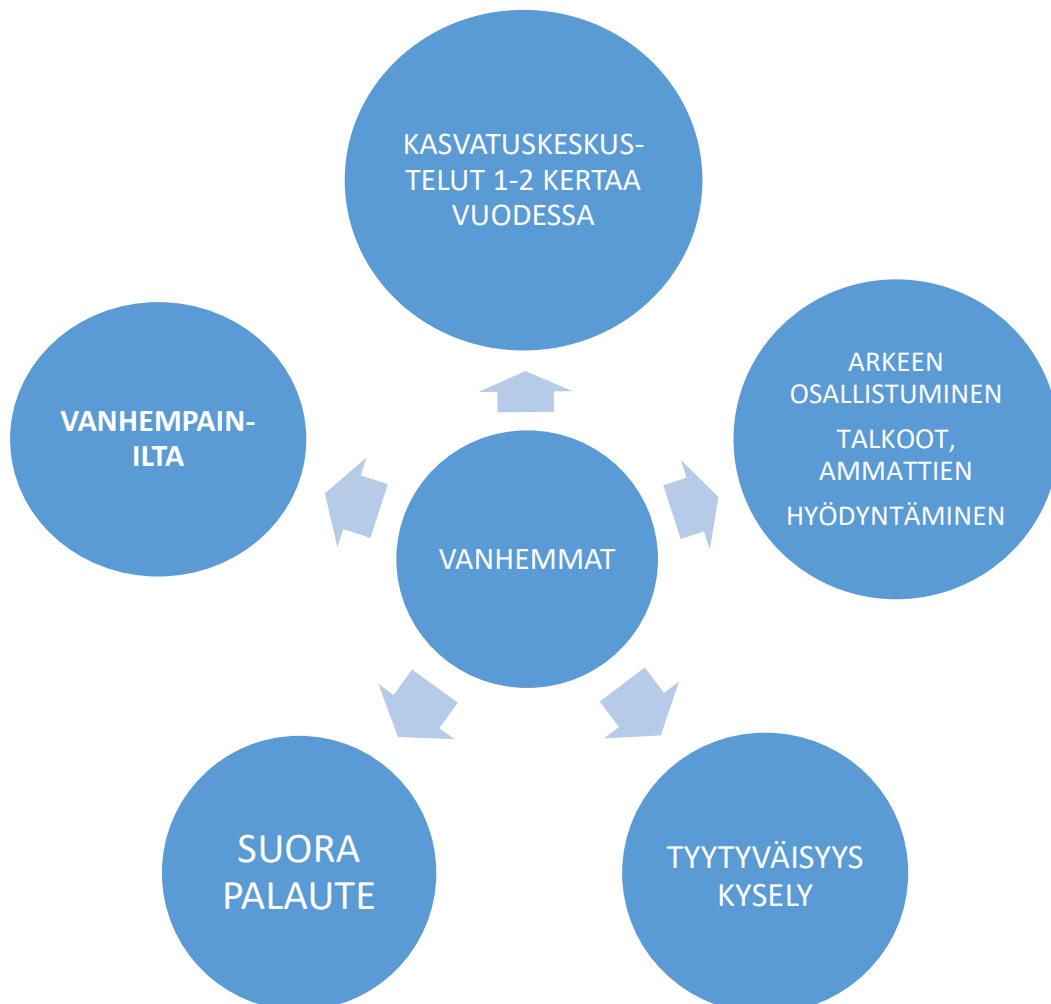 KASVATUSKESKUS-
TELUT 1-2 KERTAA
VUODESSA
ARKEEN
OSALLISTUMINEN
TALKOOT,
AMMATTIEN
HYÖDYNTÄMINEN
VANHEMPAIN-
ILTA
VANHEMMAT
SUORA
PALAUTE
TYYTYVÄISYYS
KYSELY